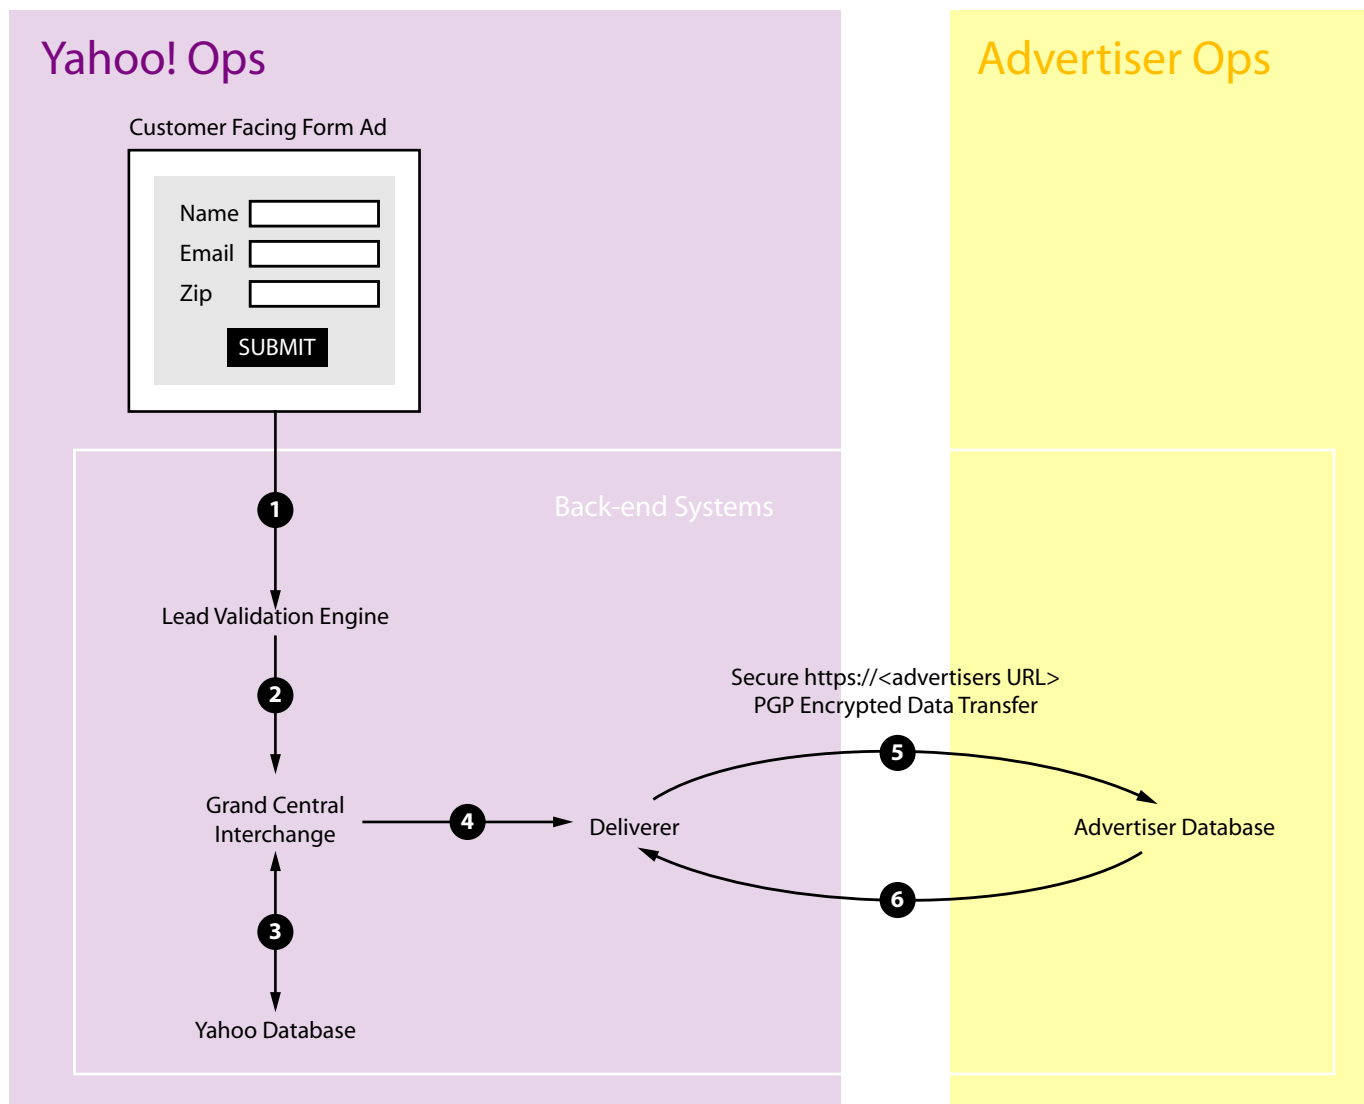 Yahoo! Ops
Advertiser Ops
Customer Facing Form Ad
Name
Email
Zip
SUBMIT
1
Back-end Systems
Lead Validation Engine
2
Secure https://<advertisers URL>
PGP Encrypted Data Transfer
5
Grand Central
Interchange
4
Deliverer
Advertiser Database
6
3
Yahoo Database